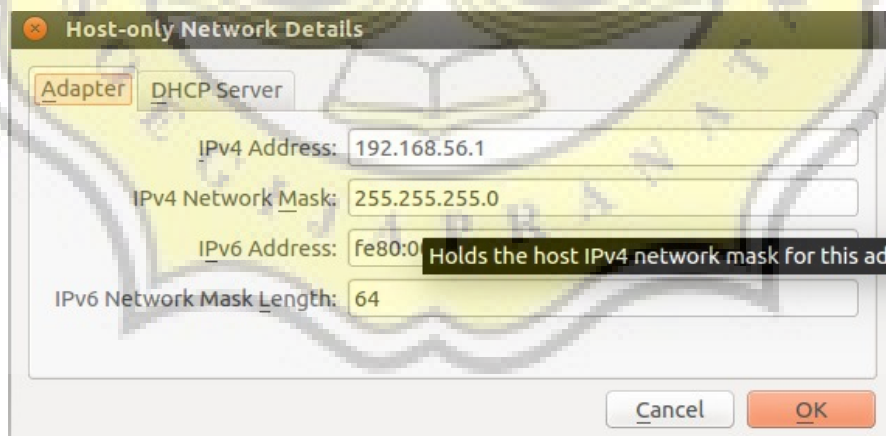 Host-only Network Details
Adapter DHCP Server
IPv4 Address: 192.168.56.1
IPv4 Network Mask: 255.255.255.0
IPv6 Address: fe80:0
Holds the host IPv4 network mask for this ad
IPv6 Network Mask Length: 64
Cancel OK